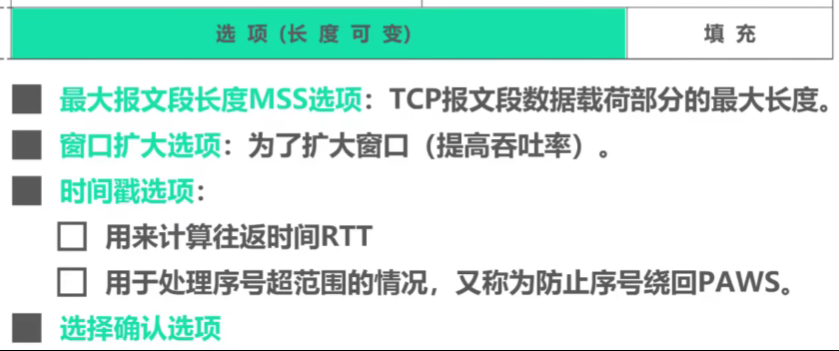 选 项 (长 度 可 变) 填 充
最大报文段长度MSS选项：TCP报文段数据载荷部分的最大长度。
窗口扩大选项：为了扩大窗口（提高吞吐率）。
时间戳选项：
用来计算往返时间RTT
用于处理序号超范围的情况，又称为防止序号绕回PAWS。
选择确认选项